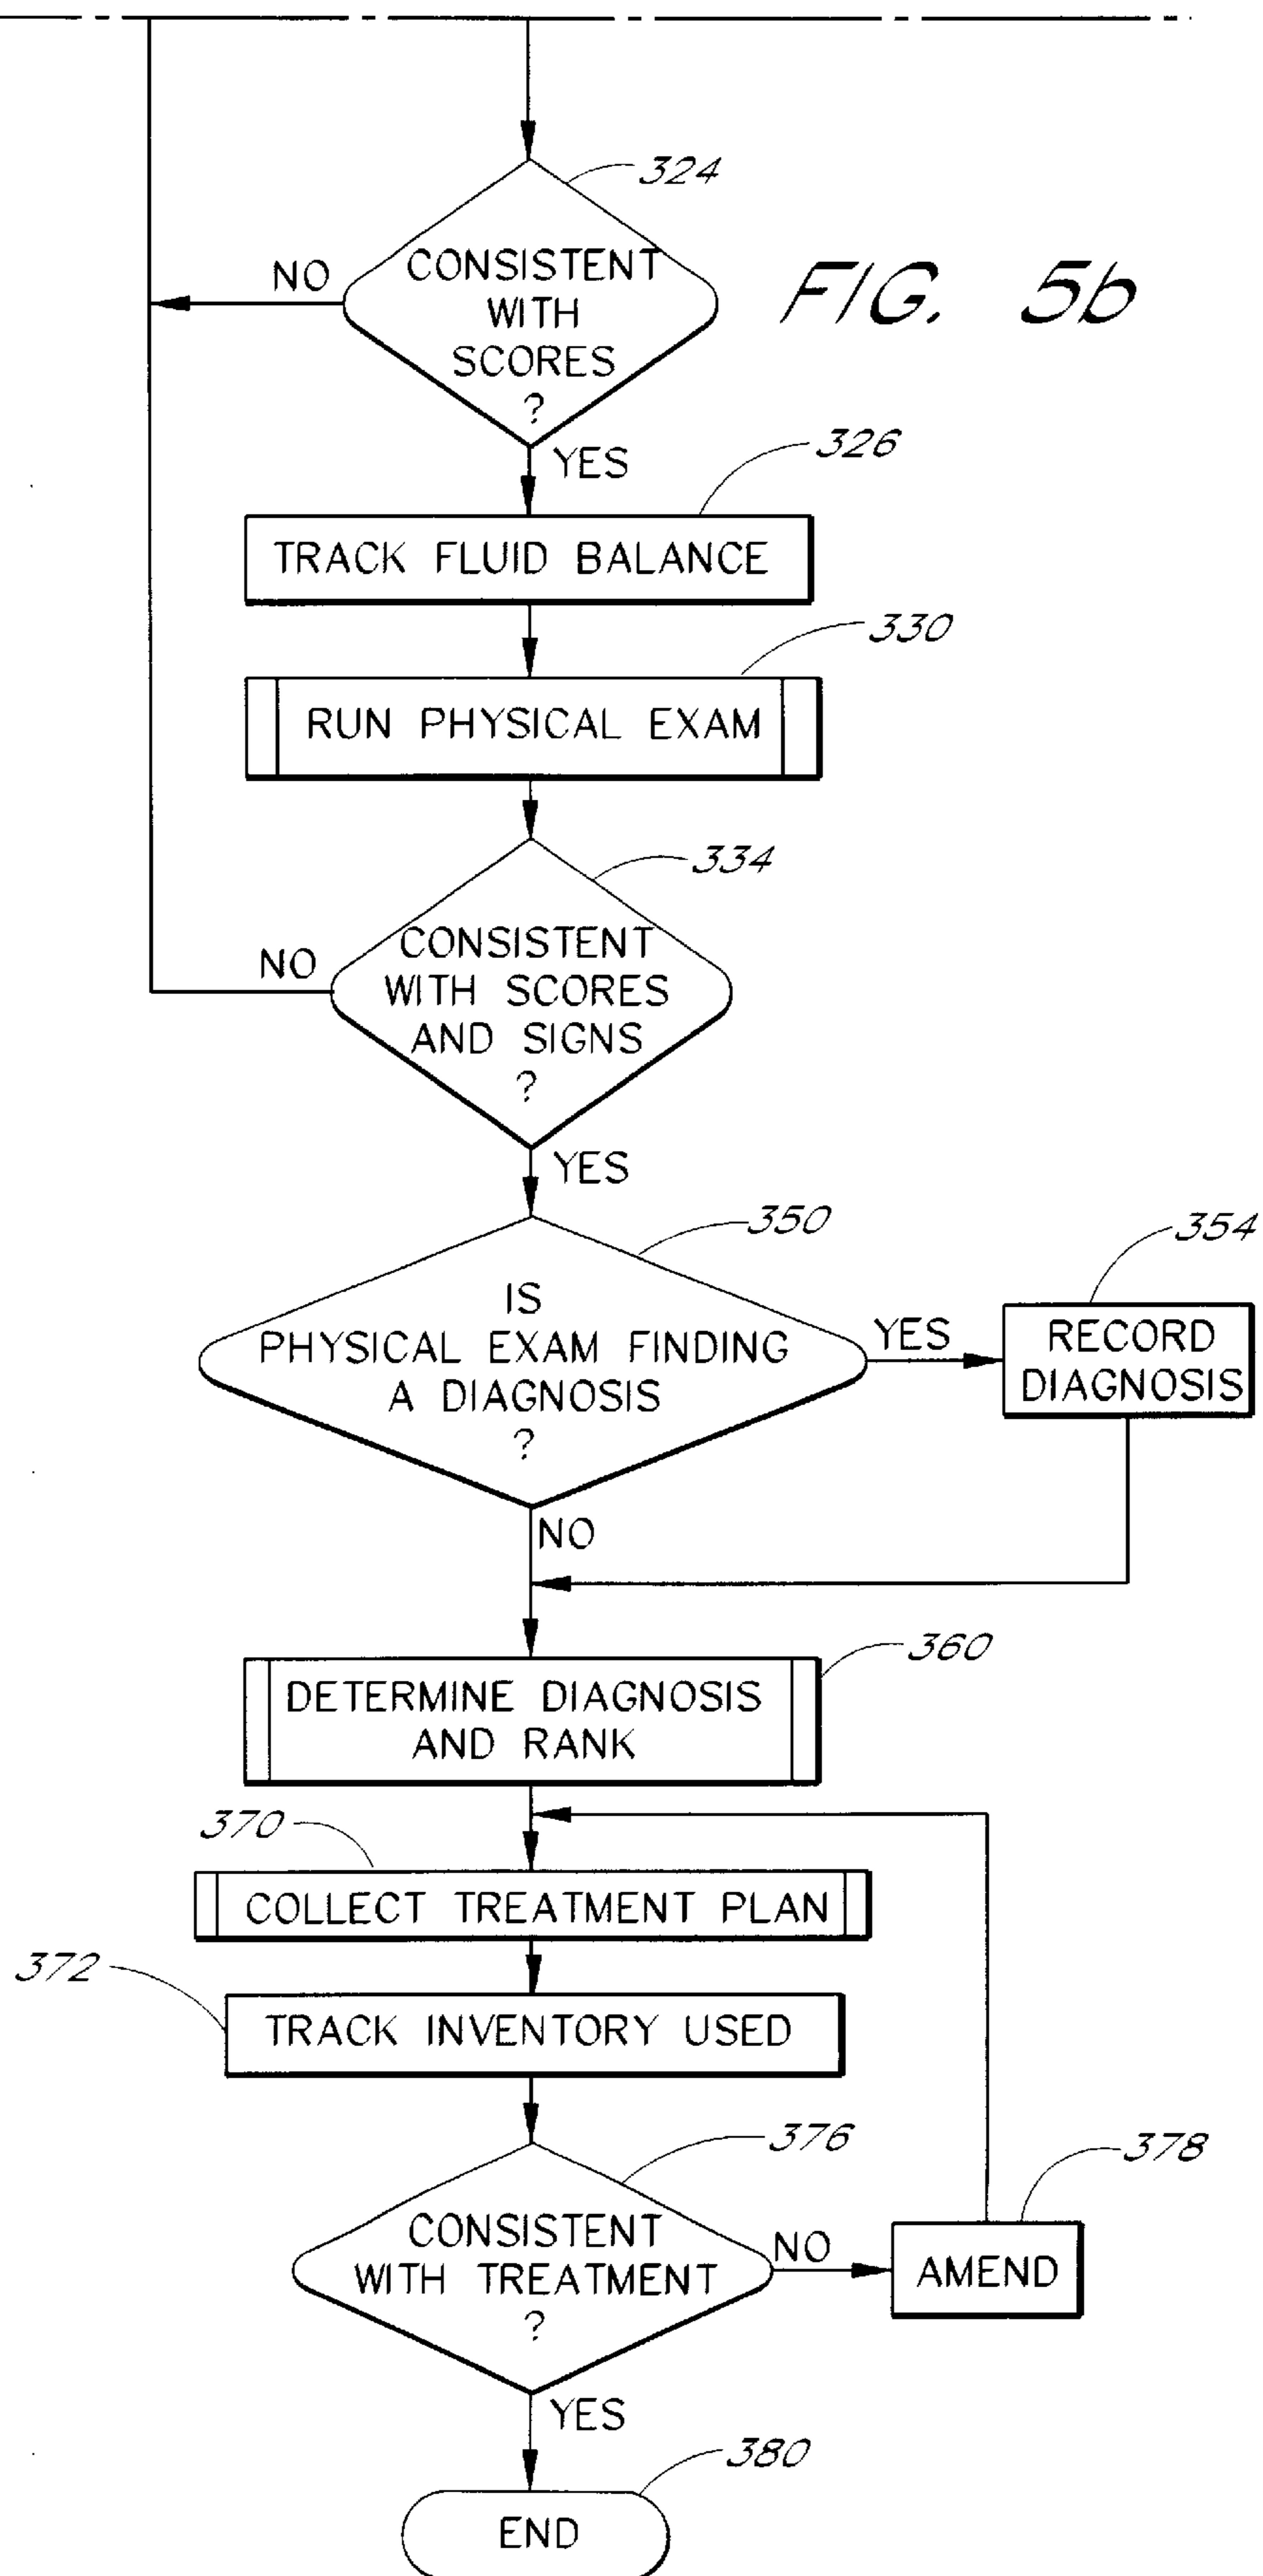 324
NO
CONSISTENT
WITH
SCORES
?
FIG. 5b
YES
326
TRACK FLUID BALANCE
330
RUN PHYSICAL EXAM
334
NO
CONSISTENT
WITH SCORES
AND SIGNS
?
YES
350
354
IS
PHYSICAL EXAM FINDING
A DIAGNOSIS
?
YES
RECORD
DIAGNOSIS
NO
360
DETERMINE DIAGNOSIS
AND RANK
370
COLLECT TREATMENT PLAN
372
TRACK INVENTORY USED
376
378
CONSISTENT
WITH TREATMENT
?
NO
AMEND
YES
380
END